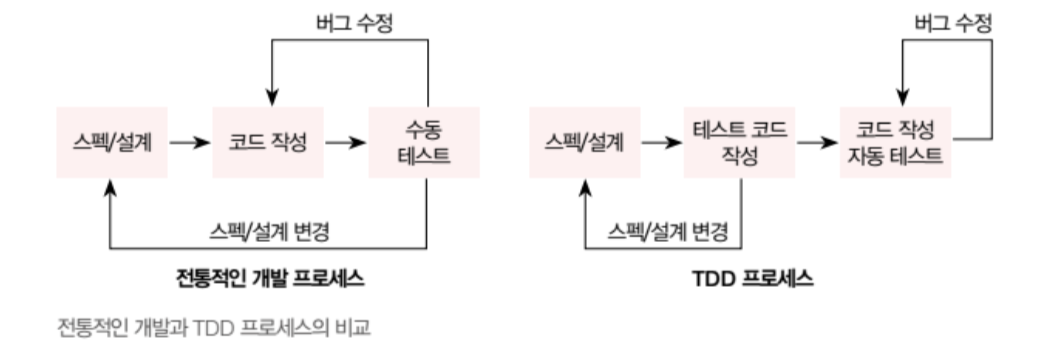 버그 수정
스펙/설계
코드 작성
수동
테스트
스펙/설계 변경
전통적인 개발 프로세스
버그 수정
스펙/설계
테스트 코드
작성
코드 작성
자동 테스트
스펙/설계 변경
TDD 프로세스
전통적인 개발과 TDD 프로세스의 비교